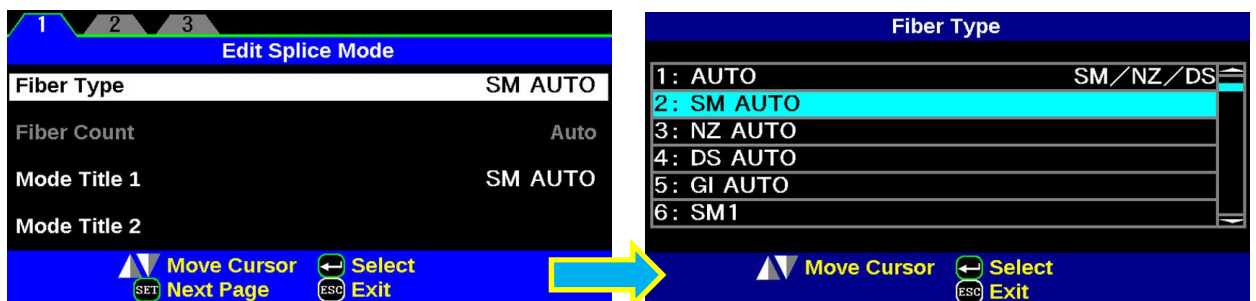 1 2 3
Edit Splice Mode
Fiber Type SM AUTO
Fiber Count Auto
Mode Title 1 SM AUTO
Mode Title 2
Move Cursor Select
SET Next Page ESC Exit
Fiber Type
1: AUTO SM/NZ/DS
2: SM AUTO
3: NZ AUTO
4: DS AUTO
5: GI AUTO
6: SM1
Move Cursor Select
ESC Exit